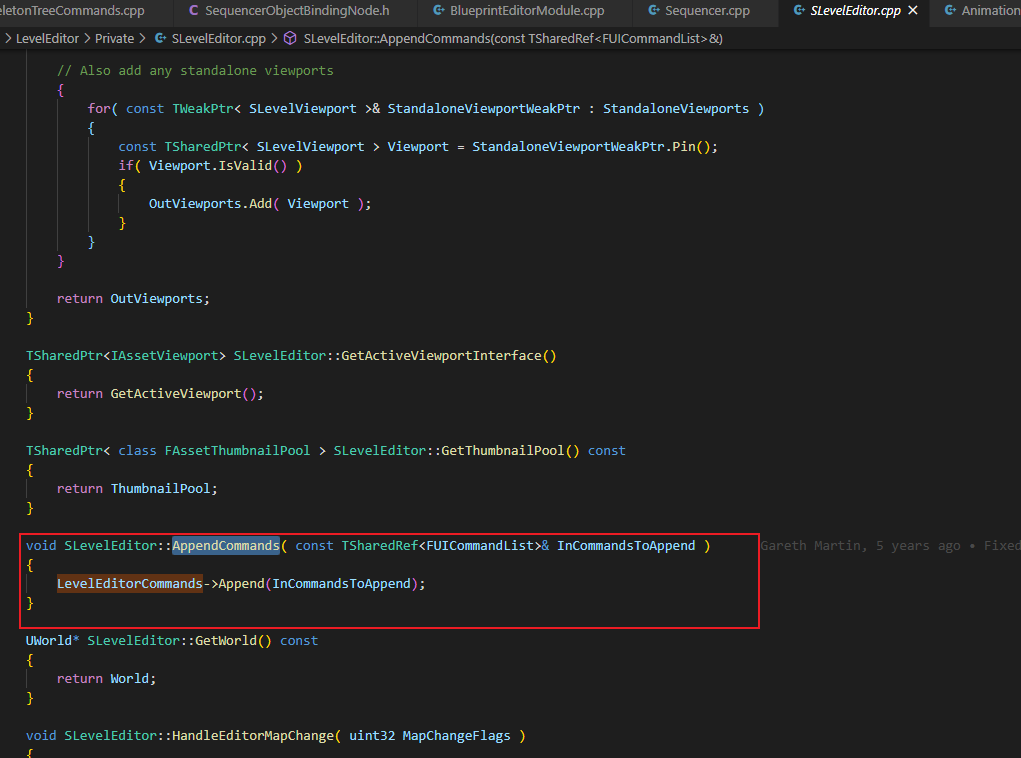 eletonTreeCommands.cpp C SequencerObjectBindingNode.h C+ BlueprintEditorModule.cpp C+ Sequencer.cpp C+ SLevelEditor.cpp × C+ Animation
> LevelEditor > Private > C+ SLevelEditor.cpp > SLevelEditor::AppendCommands(const TSharedRef<FUICommandList>&)
// Also add any standalone viewports
{
for( const TWeakPtr< SLevelViewport >& StandaloneViewportWeakPtr : StandaloneViewports )
{
const TSharedPtr< SLevelViewport > Viewport = StandaloneViewportWeakPtr.Pin();
if( Viewport.IsValid() )
{
OutViewports.Add( Viewport );
}
}
}
return OutViewports;
}
TSharedPtr<IAssetViewport> SLevelEditor::GetActiveViewportInterface()
{
return GetActiveViewport();
}
TSharedPtr< class FAssetThumbnailPool > SLevelEditor::GetThumbnailPool() const
{
return ThumbnailPool;
}
void SLevelEditor::AppendCommands( const TSharedRef<FUICommandList>& InCommandsToAppend ) Gareth Martin, 5 years ago • Fixed
{
LevelEditorCommands->Append(InCommandsToAppend);
}
UWorld* SLevelEditor::GetWorld() const
{
return World;
}
void SLevelEditor::HandleEditorMapChange( uint32 MapChangeFlags )
{